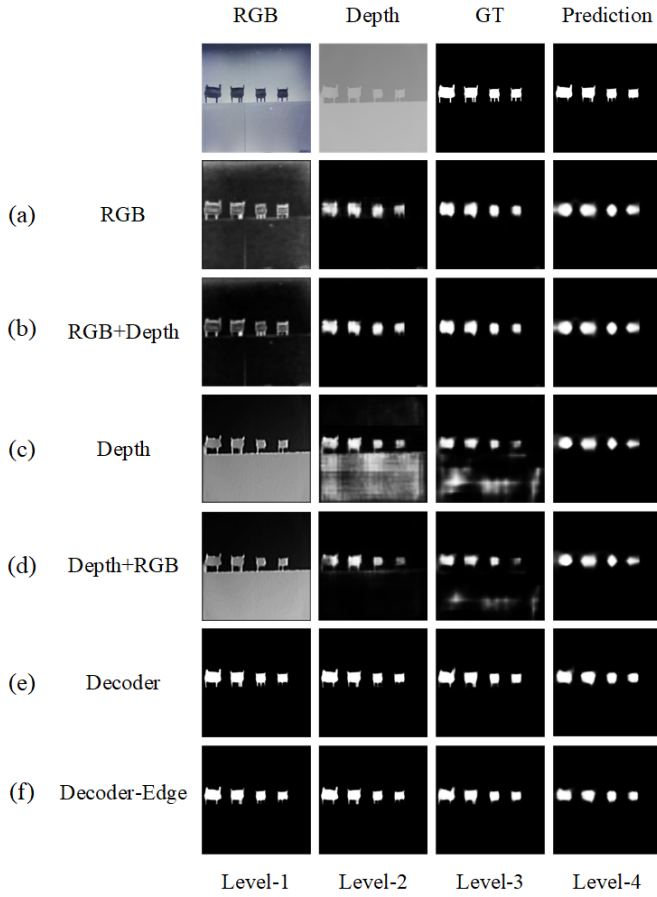 RGB Depth GT Prediction
(a) RGB
(b) RGB+Depth
(c) Depth
(d) Depth+RGB
(e) Decoder
(f) Decoder-Edge
Level-1 Level-2 Level-3 Level-4